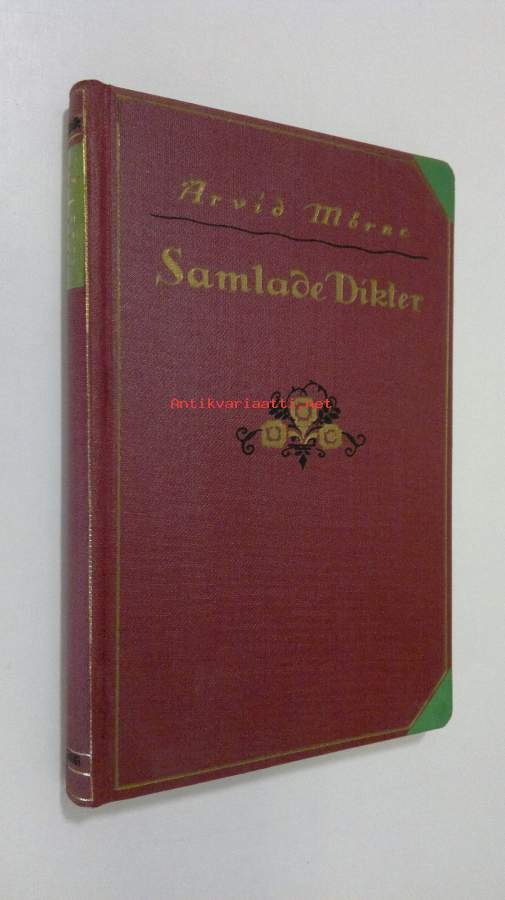 Arvid Mörne
Samlade Dikter
Antikvariaatti.net